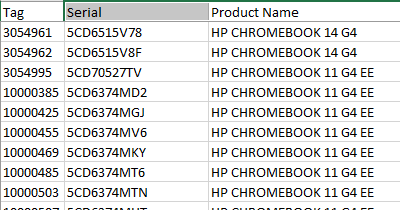 Tag Serial Product Name
3054961 5CD6515V78 HP CHROMEBOOK 14 G4
3054962 5CD6515V8F HP CHROMEBOOK 14 G4
3054995 5CD70527TV HP CHROMEBOOK 11 G4 EE
10000385 5CD6374MD2 HP CHROMEBOOK 11 G4 EE
10000425 5CD6374MGJ HP CHROMEBOOK 11 G4 EE
10000455 5CD6374MV6 HP CHROMEBOOK 11 G4 EE
10000469 5CD6374MKY HP CHROMEBOOK 11 G4 EE
10000485 5CD6374MT6 HP CHROMEBOOK 11 G4 EE
10000503 5CD6374MTN HP CHROMEBOOK 11 G4 EE